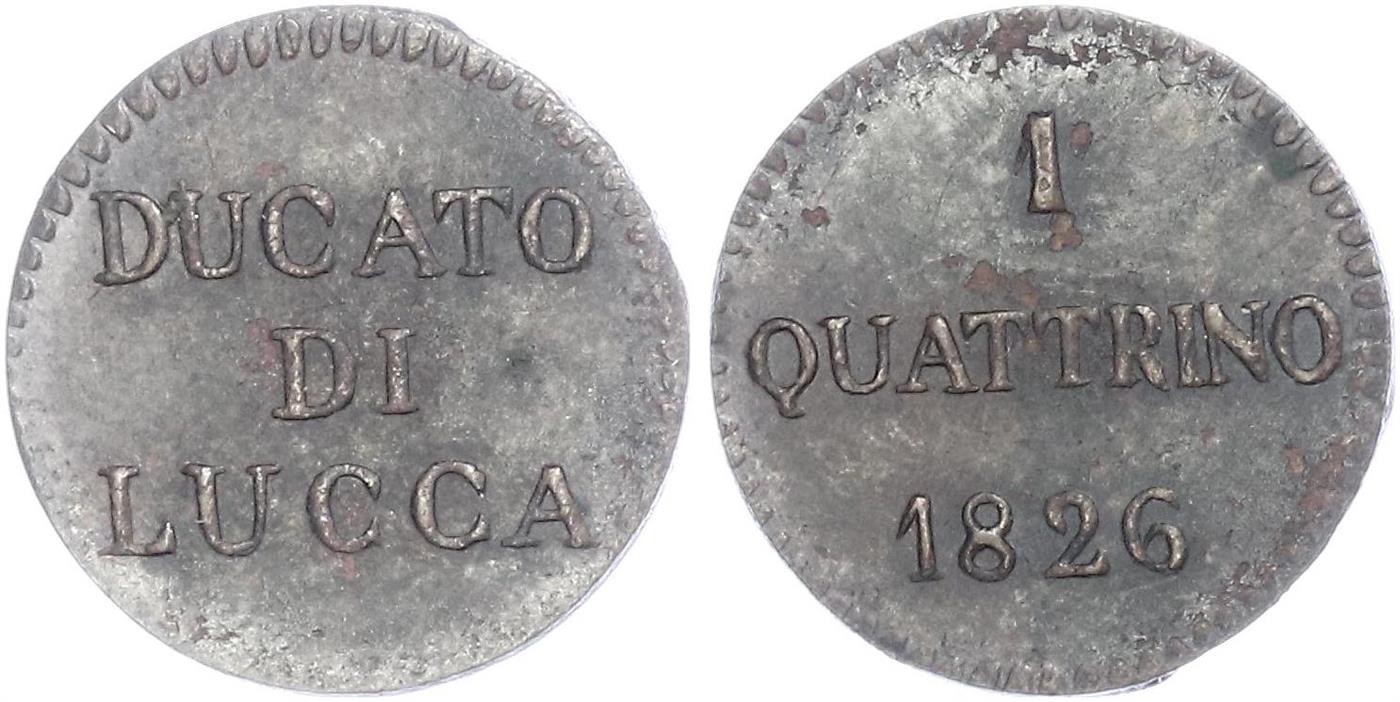 DUCATO
DI
LUCCA
1
QUATTRINO
1826